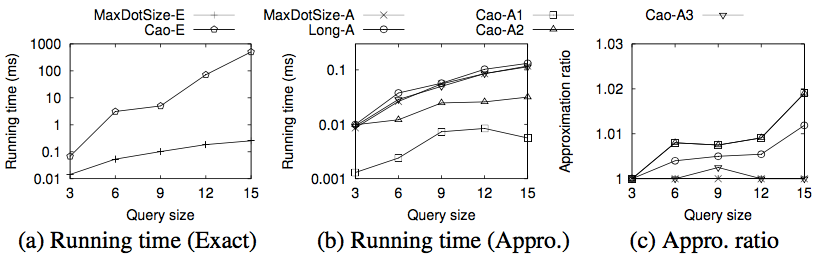 MaxDotSize-E
Cao-E
MaxDotSize-A
Long-A
Cao-A1
Cao-A2
Cao-A3
Running time (ms)
1000
100
10
1
0.1
0.01
3 6 9 12 15
Query size
(a) Running time (Exact)
Running time (ms)
0.1
0.01
0.001
3 6 9 12 15
Query size
(b) Running time (Appro.)
Approximation ratio
1.03
1.02
1.01
1
3 6 9 12 15
Query size
(c) Appro. ratio